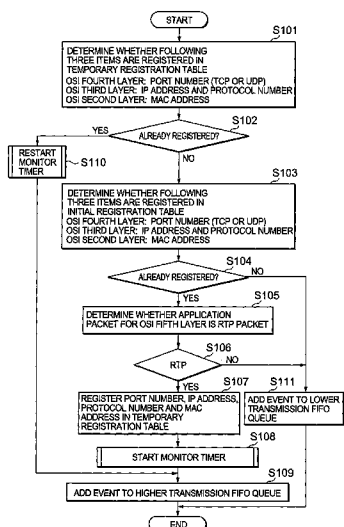 START
S101
DETERMINE WHETHER FOLLOWING
THREE ITEMS ARE REGISTERED IN
TEMPORARY REGISTRATION TABLE
OSI FOURTH LAYER: PORT NUMBER (TCP OR UDP)
OSI THIRD LAYER: IP ADDRESS AND PROTOCOL NUMBER
OSI SECOND LAYER: MAC ADDRESS
S102
YES
ALREADY REGISTERED?
S110
RESTART
MONITOR
TIMER
NO
S103
DETERMINE WHETHER FOLLOWING
THREE ITEMS ARE REGISTERED IN
INITIAL REGISTRATION TABLE
OSI FOURTH LAYER: PORT NUMBER (TCP OR UDP)
OSI THIRD LAYER: IP ADDRESS AND PROTOCOL NUMBER
OSI SECOND LAYER: MAC ADDRESS
S104
ALREADY REGISTERED?
NO
YES
S105
DETERMINE WHETHER APPLICATION
PACKET FOR OSI FIFTH LAYER IS RTP PACKET
S106
RTP
NO
YES
S107
S111
REGISTER PORT NUMBER, IP ADDRESS,
PROTOCOL NUMBER AND MAC
ADDRESS IN TEMPORARY
REGISTRATION TABLE
ADD EVENT TO LOWER
TRANSMISSION FIFO
QUEUE
S108
START MONITOR TIMER
S109
ADD EVENT TO HIGHER TRANSMISSION FIFO QUEUE
END